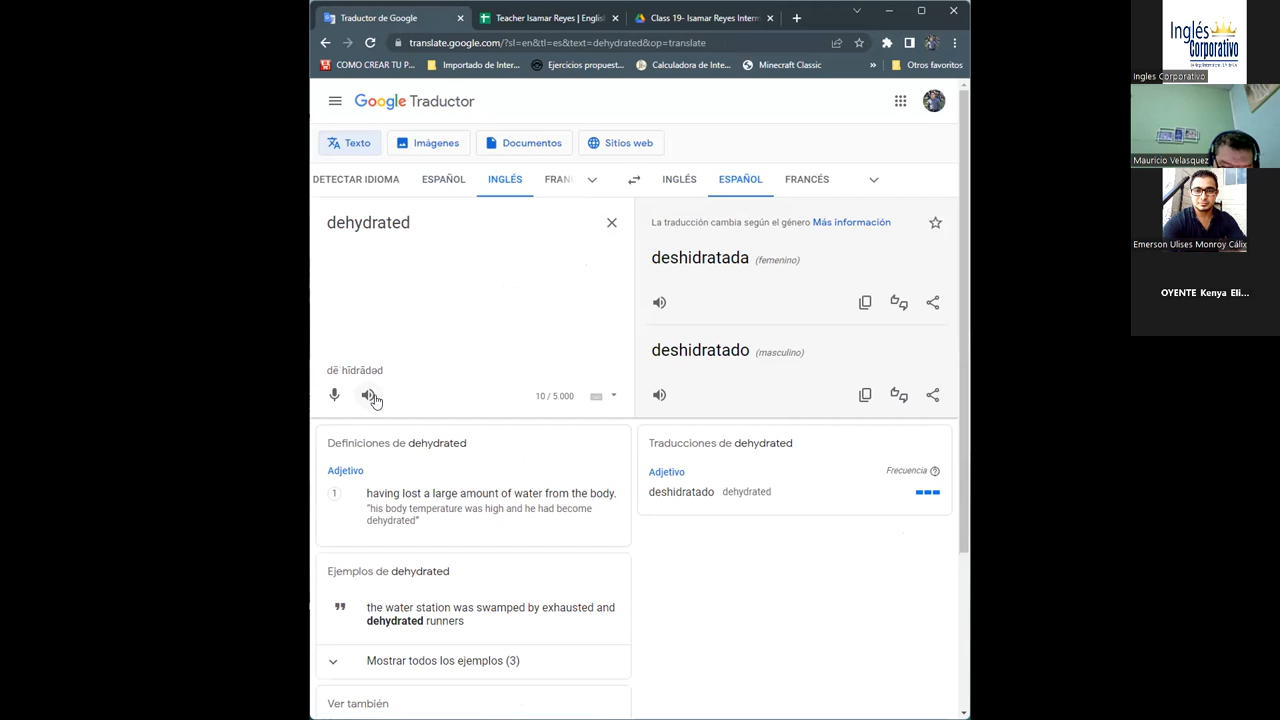 Traductor de Google
Teacher Isamar Reyes | Englis
Class 19- Isamar Reyes Interm
translate.google.com/?sl=en&tl=es&text=dehydrated&op=translate
COMO CREAR TU P...
Importado de Inter...
Ejercicios propuest...
Calculadora de Inte...
Minecraft Classic
»
Otros favoritos
Google Traductor
Texto
Imágenes
Documentos
Sitios web
DETECTAR IDIOMA
ESPAÑOL
INGLÉS
FRAN
INGLÉS
ESPAÑOL
FRANCÉS
dehydrated
La traducción cambia según el género Más información
deshidratada (femenino)
deshidratado (masculino)
dē hīdrādəd
10 / 5.000
Definiciones de dehydrated
Adjetivo
1
having lost a large amount of water from the body.
"his body temperature was high and he had become
dehydrated"
Traducciones de dehydrated
Adjetivo
Frecuencia
deshidratado dehydrated
Ejemplos de dehydrated
the water station was swamped by exhausted and
dehydrated runners
Mostrar todos los ejemplos (3)
Ver también
Inglés
Corporativo
Ingles Corporativo
Mauricio Velasquez
Emerson Ulises Monroy Cálix
OYENTE Kenya Eli...